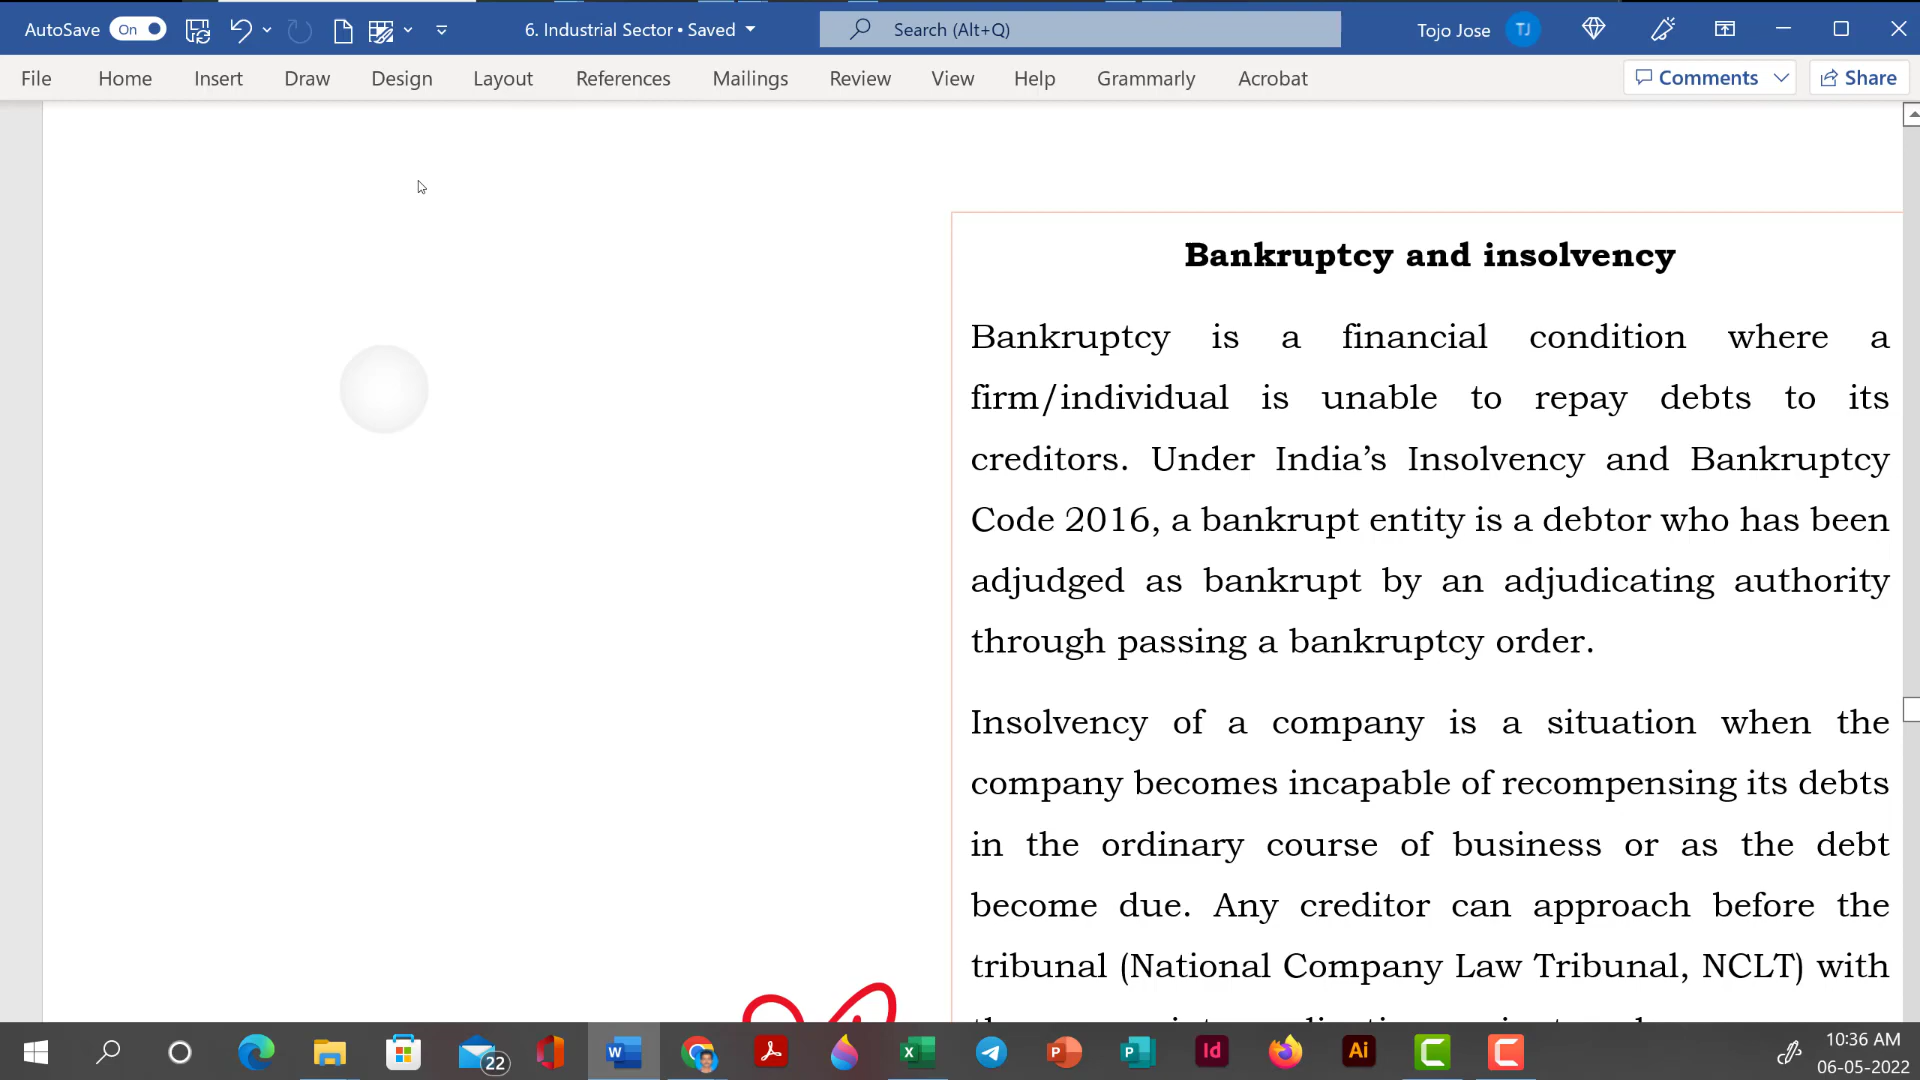 AutoSave On 6. Industrial Sector • Saved Search (Alt+Q) Tojo Jose TJ
File Home Insert Draw Design Layout References Mailings Review View Help Grammarly Acrobat Comments Share
Bankruptcy and insolvency
Bankruptcy is a financial condition where a
firm/individual is unable to repay debts to its
creditors. Under India’s Insolvency and Bankruptcy
Code 2016, a bankrupt entity is a debtor who has been
adjudged as bankrupt by an adjudicating authority
through passing a bankruptcy order.
Insolvency of a company is a situation when the
company becomes incapable of recompensing its debts
in the ordinary course of business or as the debt
become due. Any creditor can approach before the
tribunal (National Company Law Tribunal, NCLT) with
22 W X P P Id Ai C C 10:36 AM
06-05-2022